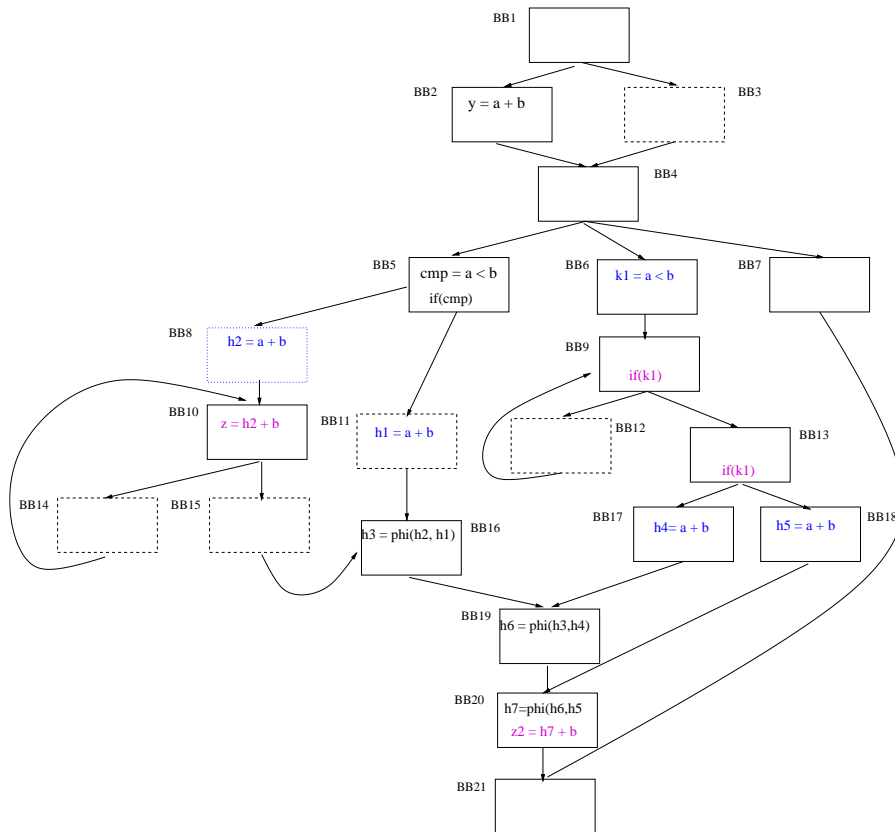 BB1
BB2
BB3
y = a + b
BB4
BB5
BB6
BB7
cmp = a < b
if(cmp)
k1 = a < b
BB8
h2 = a + b
BB9
if(k1)
BB10
z = h2 + b
BB11
h1 = a + b
BB12
BB13
if(k1)
BB14
BB15
BB16
h3 = phi(h2, h1)
BB17
h4= a + b
BB18
h5 = a + b
BB19
h6 = phi(h3,h4)
BB20
h7=phi(h6,h5
z2 = h7 + b
BB21